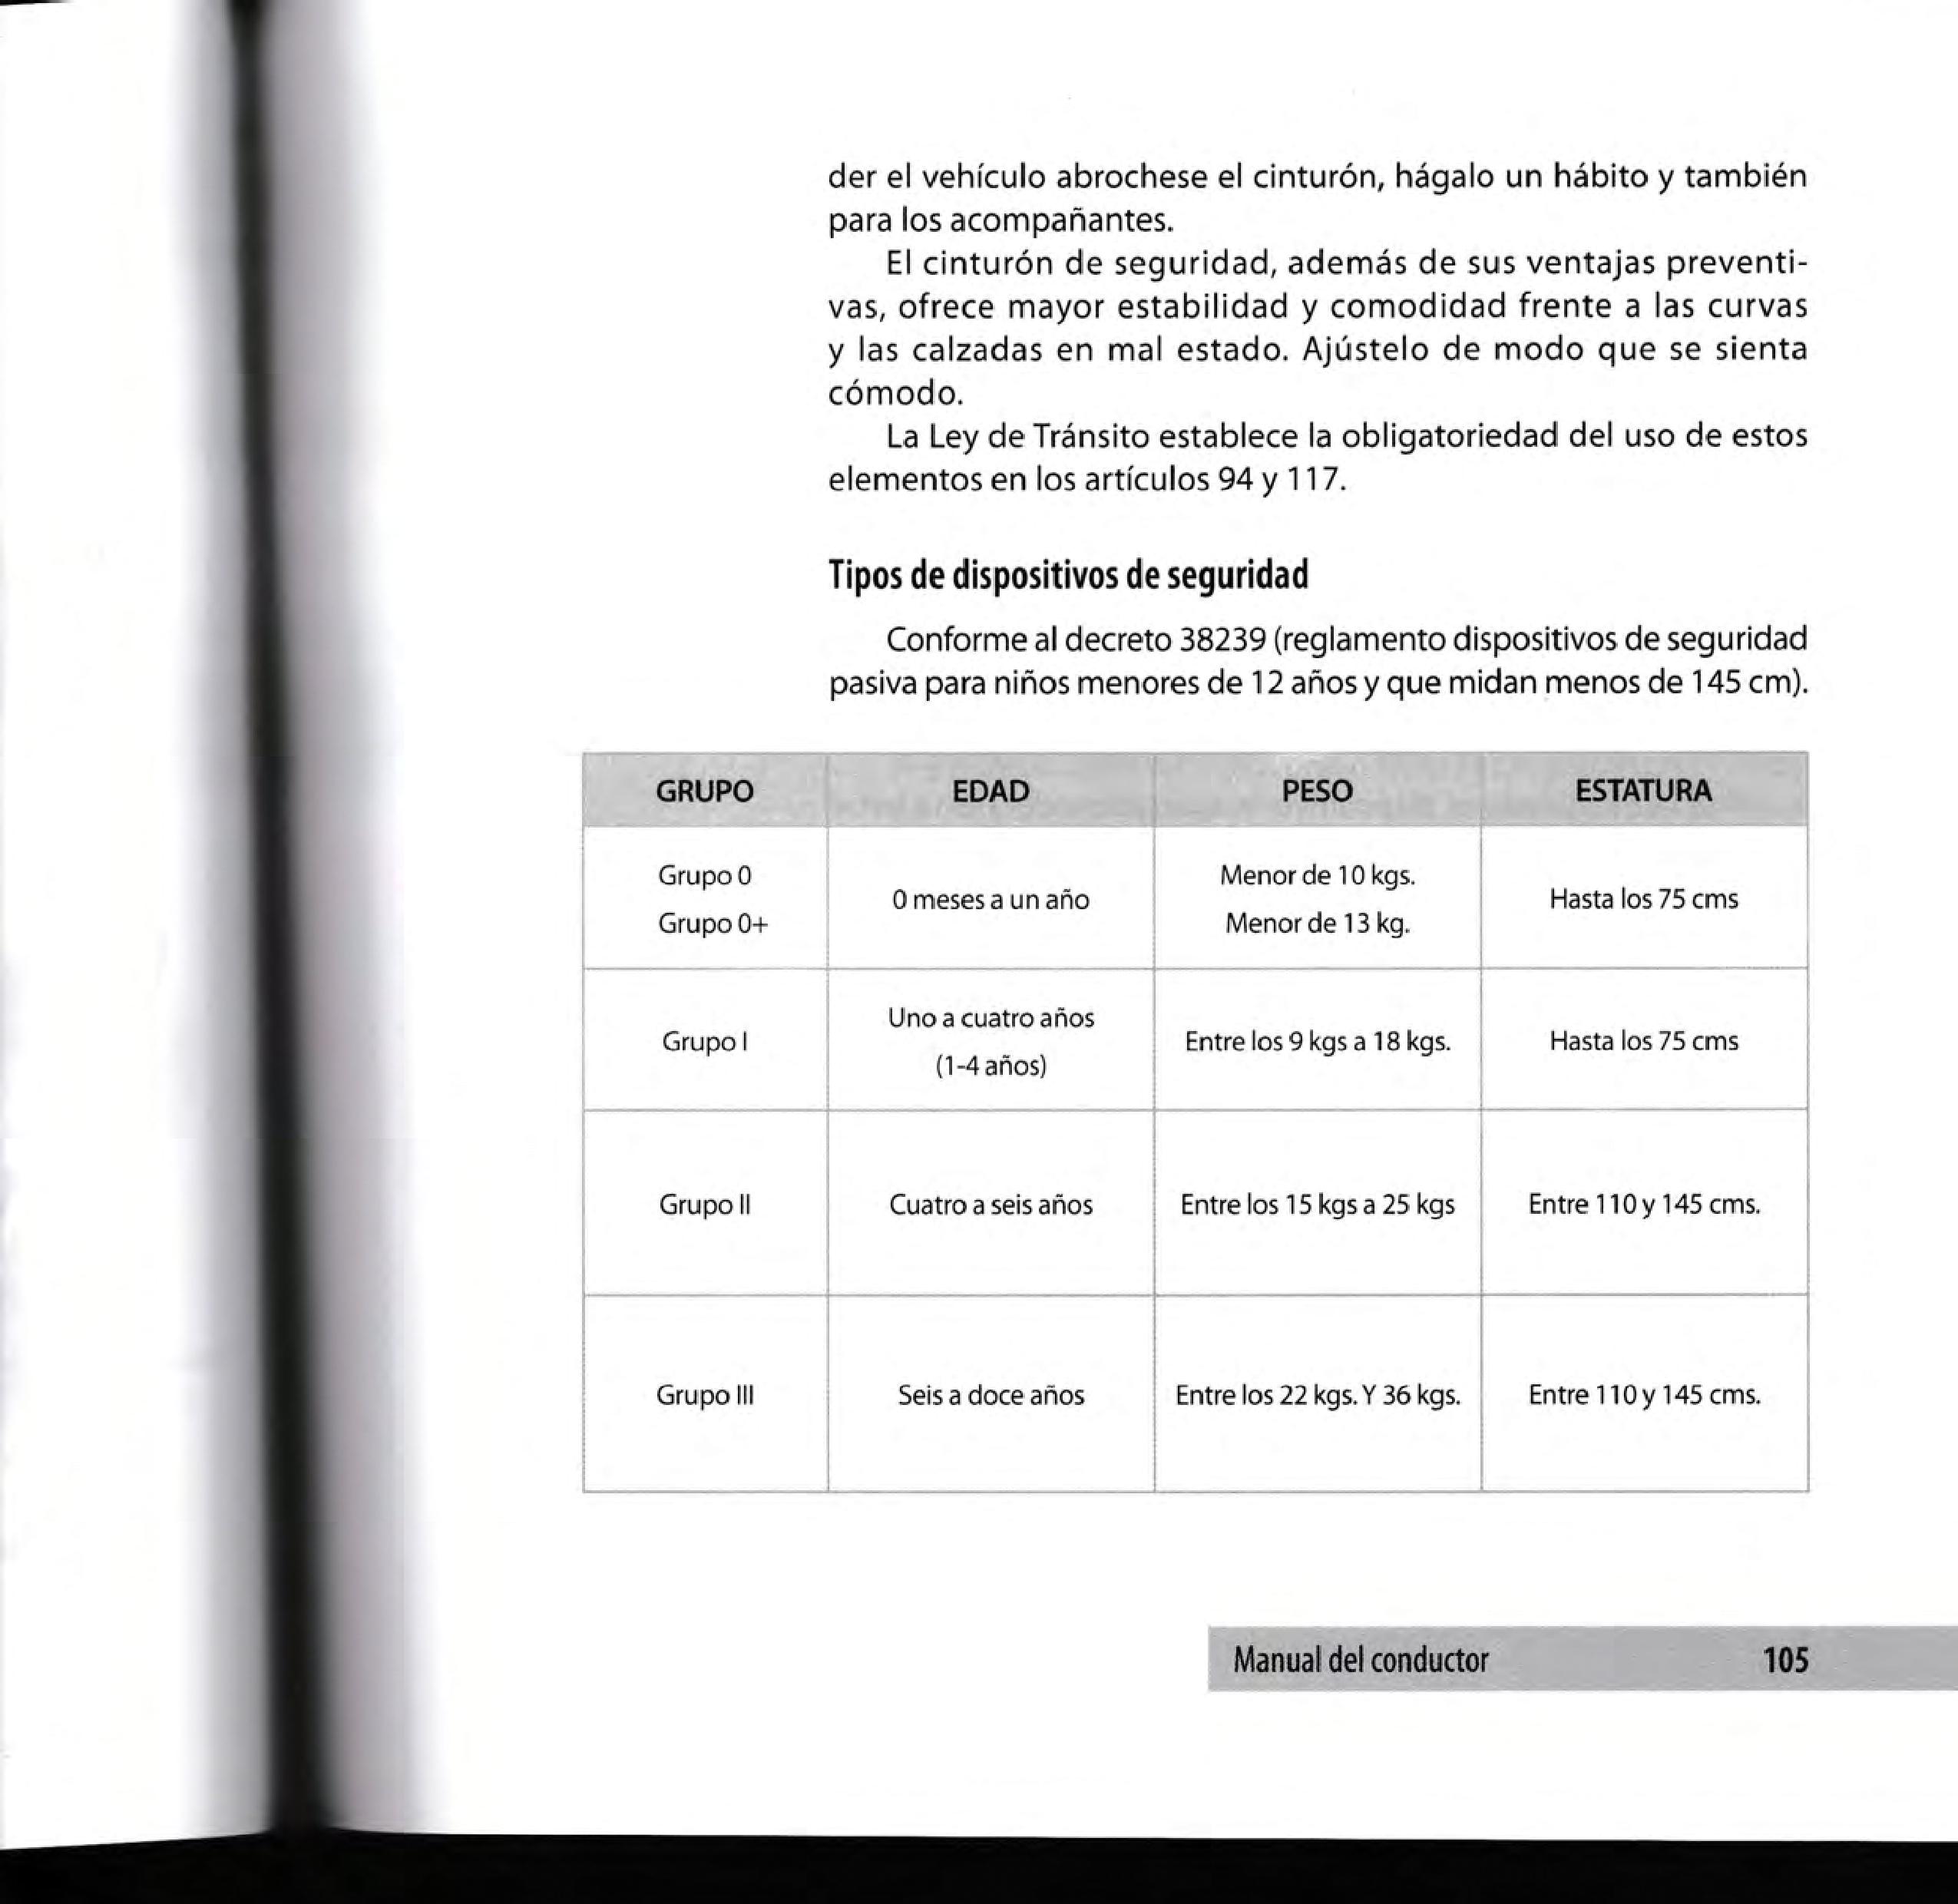 der el vehículo abrochese el cinturón, hágalo un hábito y también
para los acompañantes.
El cinturón de seguridad, además de sus ventajas preventi-
vas, ofrece mayor estabilidad y comodidad frente a las curvas
y las calzadas en mal estado. Ajústelo de modo que se sienta
cómodo.
La Ley de Tránsito establece la obligatoriedad del uso de estos
elementos en los artículos 94 y 117.
Tipos de dispositivos de seguridad
Conforme al decreto 38239 (reglamento dispositivos de seguridad
pasiva para niños menores de 12 años y que midan menos de 145 cm).
GRUPO EDAD PESO ESTATURA
Grupo 0
Grupo 0+
0 meses a un año
Menor de 10 kgs.
Menor de 13 kg.
Hasta los 75 cms
Grupo I
Uno a cuatro años
(1-4 años)
Entre los 9 kgs a 18 kgs.
Hasta los 75 cms
Grupo II Cuatro a seis años Entre los 15 kgs a 25 kgs Entre 110 y 145 cms.
Grupo III Seis a doce años Entre los 22 kgs. Y 36 kgs. Entre 110 y 145 cms.
Manual del conductor 105